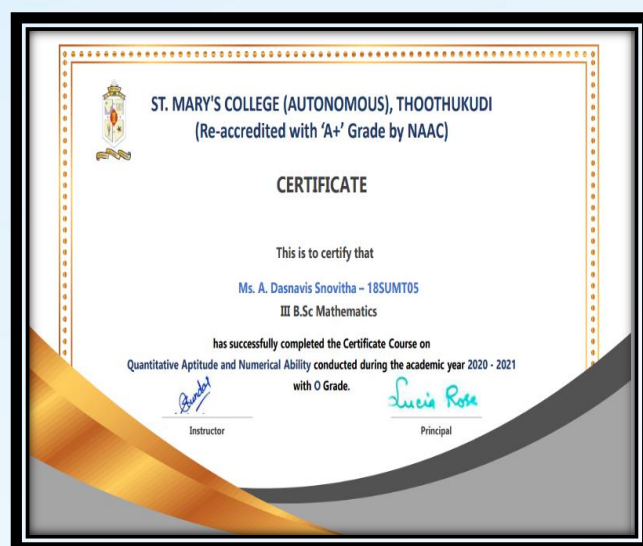 ST. MARY'S COLLEGE (AUTONOMOUS), THOOTHUKUDI
(Re-accredited with ‘A+’ Grade by NAAC)
CERTIFICATE
This is to certify that
Ms. A. Dasnavis Snovitha – 18SUMT05
III B.Sc Mathematics
has successfully completed the Certificate Course on
Quantitative Aptitude and Numerical Ability conducted during the academic year 2020 - 2021
with O Grade.
Lucia Rose
Instructor
Principal